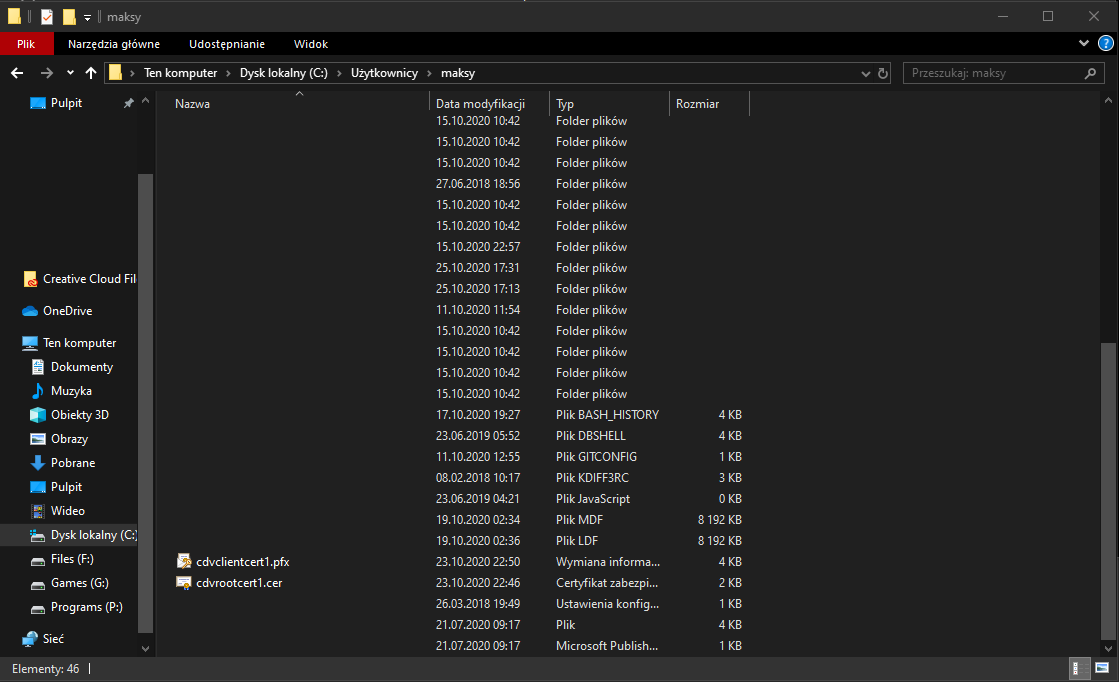 maksy
Plik Narzędzia główne Udostępnianie Widok
Ten komputer Dysk lokalny (C:) Użytkownicy maksy Przeszukaj: maksy
Pulpit
Creative Cloud Fil
OneDrive
Ten komputer
Dokumenty
Muzyka
Obiekty 3D
Obrazy
Pobrane
Pulpit
Wideo
Dysk lokalny (C:)
Files (F:)
Games (G:)
Programs (P:)
Sieć
Nazwa Data modyfikacji Typ Rozmiar
15.10.2020 10:42 Folder plików
15.10.2020 10:42 Folder plików
15.10.2020 10:42 Folder plików
27.06.2018 18:56 Folder plików
15.10.2020 10:42 Folder plików
15.10.2020 10:42 Folder plików
15.10.2020 22:57 Folder plików
25.10.2020 17:31 Folder plików
25.10.2020 17:13 Folder plików
11.10.2020 11:54 Folder plików
15.10.2020 10:42 Folder plików
15.10.2020 10:42 Folder plików
15.10.2020 10:42 Folder plików
15.10.2020 10:42 Folder plików
17.10.2020 19:27 Plik BASH_HISTORY 4 KB
23.06.2019 05:52 Plik DBSHELL 4 KB
11.10.2020 12:55 Plik GITCONFIG 1 KB
08.02.2018 10:17 Plik KDIFF3RC 3 KB
23.06.2019 04:21 Plik JavaScript 0 KB
19.10.2020 02:34 Plik MDF 8 192 KB
19.10.2020 02:36 Plik LDF 8 192 KB
cdvclientcert1.pfx 23.10.2020 22:50 Wymiana informa... 4 KB
cdvrootcert1.cer 23.10.2020 22:46 Certyfikat zabezpi... 2 KB
26.03.2018 19:49 Ustawienia konfig... 1 KB
21.07.2020 09:17 Plik 4 KB
21.07.2020 09:17 Microsoft Publish... 1 KB
Elementy: 46